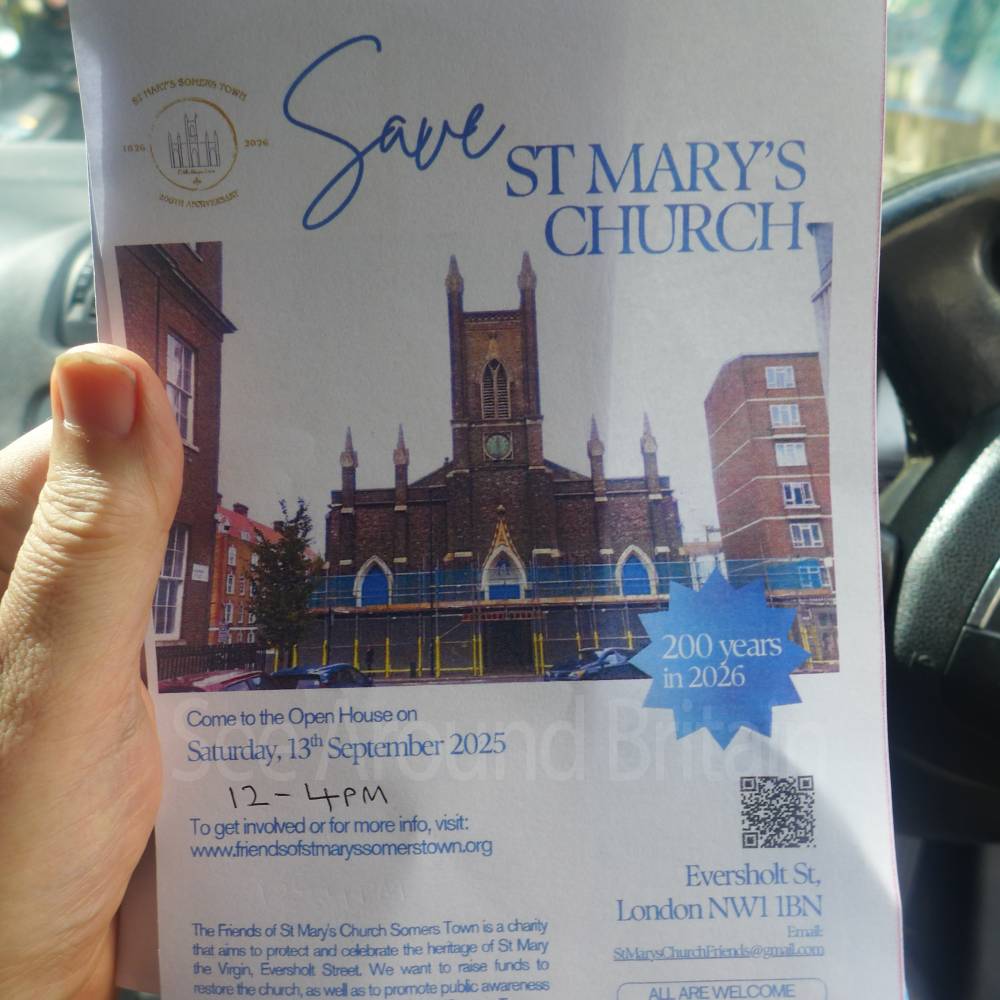 ST MARY'S SOMERS TOWN
1826 2026
200TH ANNIVERSARY
Save
ST MARY'S
CHURCH
200 years
in 2026
Come to the Open House on
Saturday, 13th September 2025
12 - 4PM
To get involved or for more info, visit:
www.friendsofstmaryssomerstown.org
See Around Britain
Eversholt St,
London NW1 1BN
Email:
StMarysChurchFriends@gmail.com
The Friends of St Mary's Church Somers Town is a charity
that aims to protect and celebrate the heritage of St Mary
the Virgin, Eversholt Street. We want to raise funds to
restore the church, as well as to promote public awareness
ALL ARE WELCOME